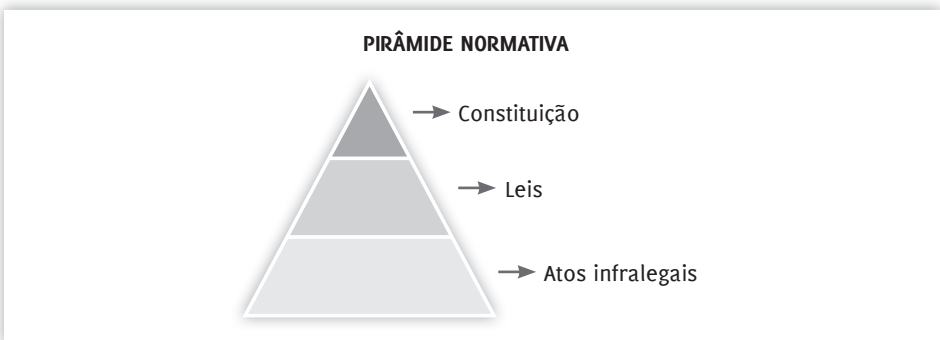 PIRÂMIDE NORMATIVA
Constituição
Leis
Atos infralegais